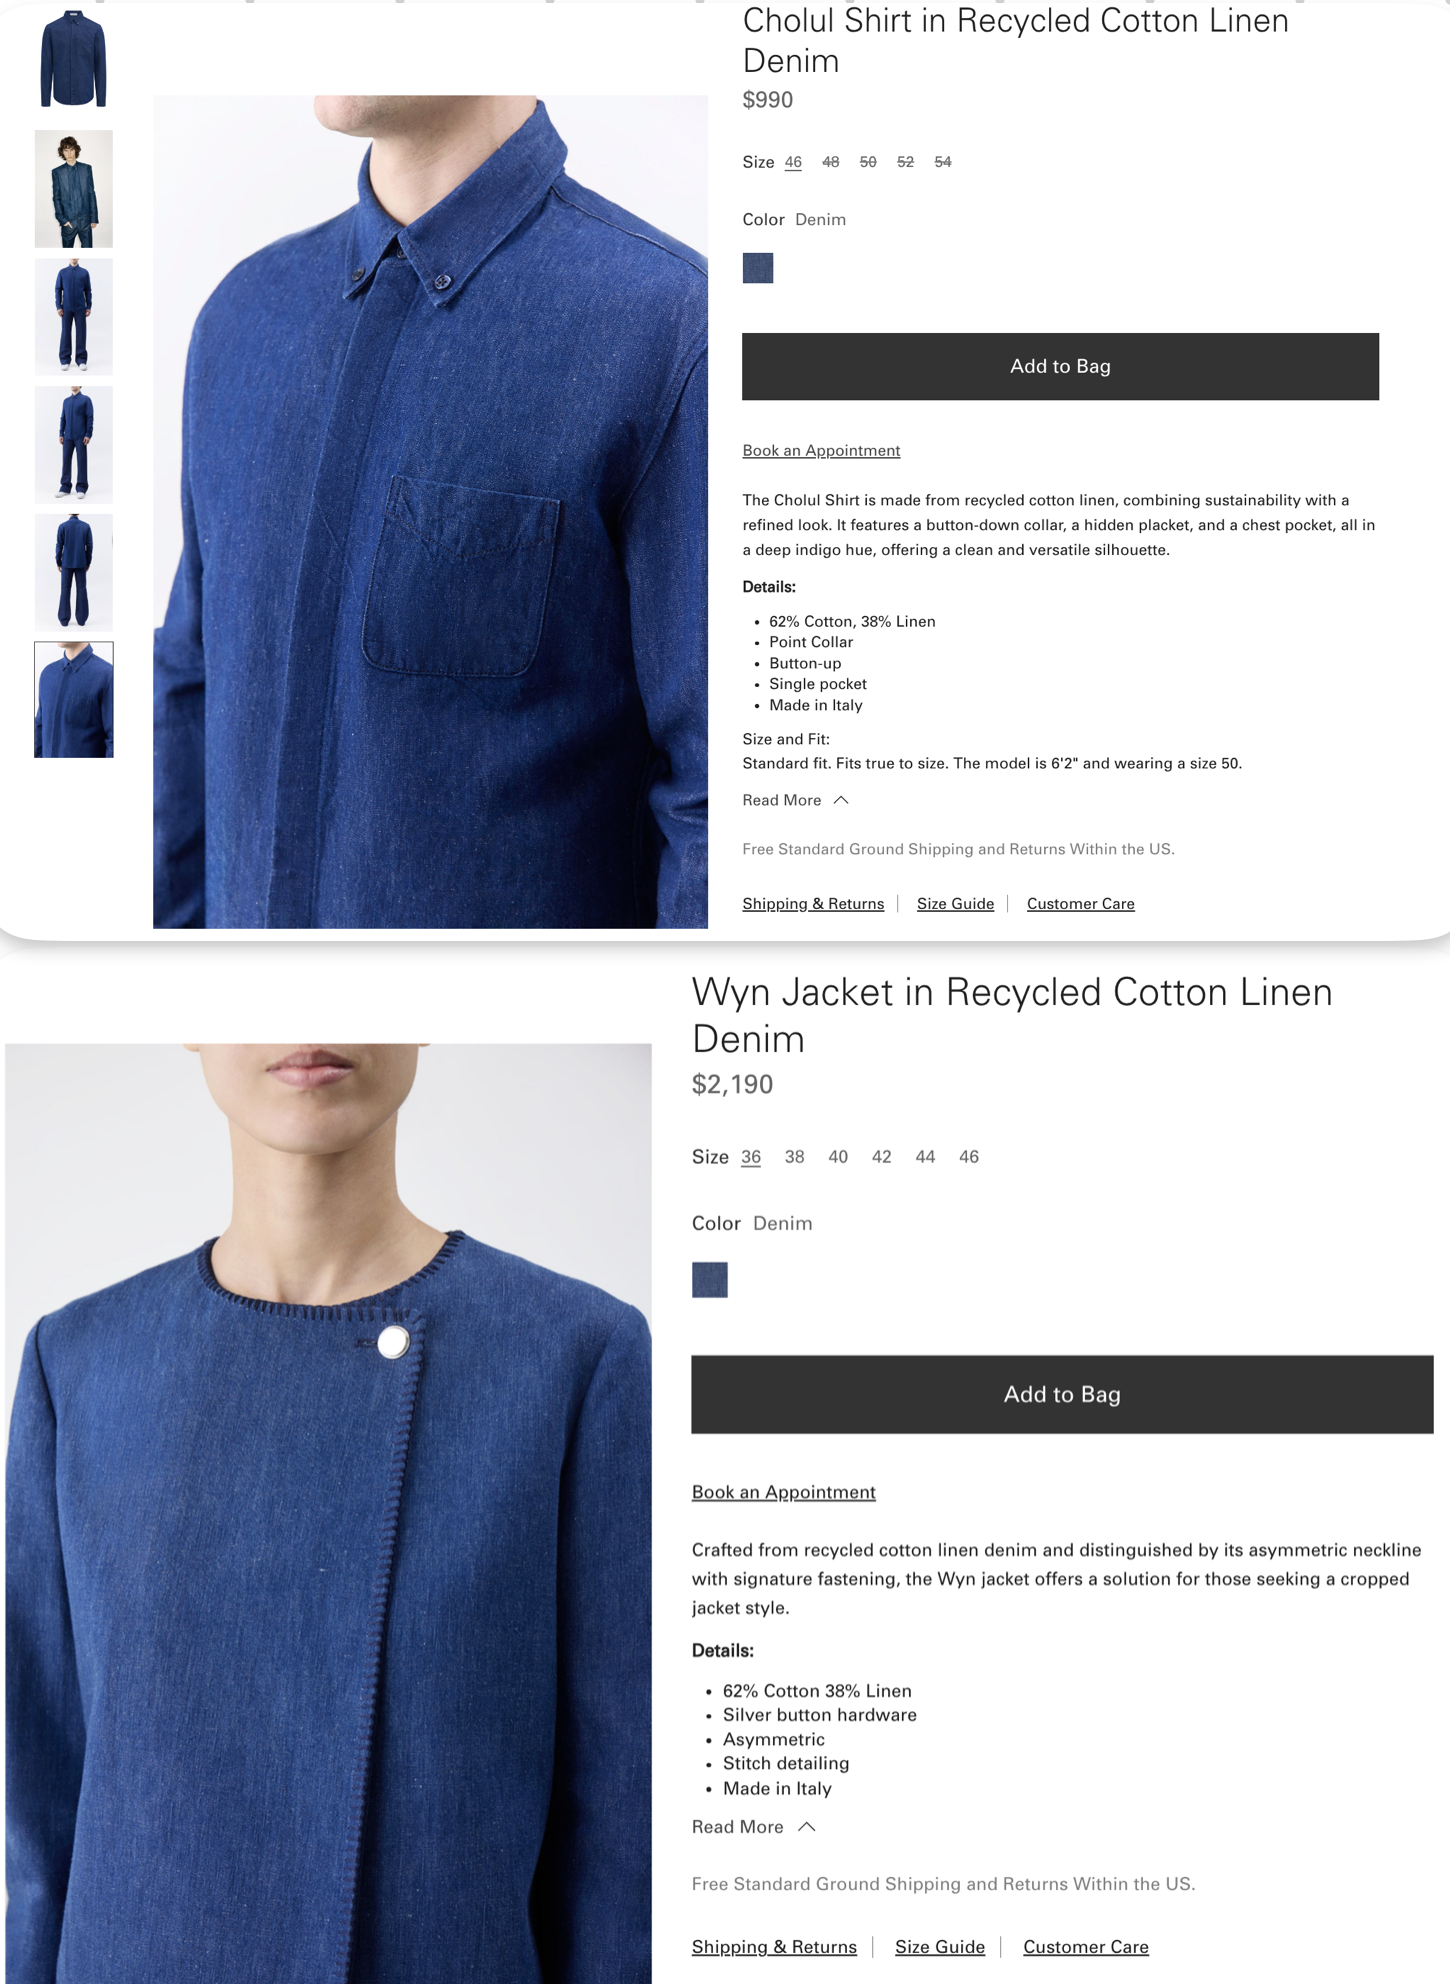 Cholul Shirt in Recycled Cotton Linen
Denim
$990
Size 46 48 50 52 54
Color Denim
Add to Bag
Book an Appointment
The Cholul Shirt is made from recycled cotton linen, combining sustainability with a
refined look. It features a button-down collar, a hidden placket, and a chest pocket, all in
a deep indigo hue, offering a clean and versatile silhouette.
Details:
• 62% Cotton, 38% Linen
• Point Collar
• Button-up
• Single pocket
• Made in Italy
Size and Fit:
Standard fit. Fits true to size. The model is 6'2" and wearing a size 50.
Read More
Free Standard Ground Shipping and Returns Within the US.
Shipping & Returns | Size Guide | Customer Care
Wyn Jacket in Recycled Cotton Linen
Denim
$2,190
Size 36 38 40 42 44 46
Color Denim
Add to Bag
Book an Appointment
Crafted from recycled cotton linen denim and distinguished by its asymmetric neckline
with signature fastening, the Wyn jacket offers a solution for those seeking a cropped
jacket style.
Details:
• 62% Cotton 38% Linen
• Silver button hardware
• Asymmetric
• Stitch detailing
• Made in Italy
Read More
Free Standard Ground Shipping and Returns Within the US.
Shipping & Returns | Size Guide | Customer Care